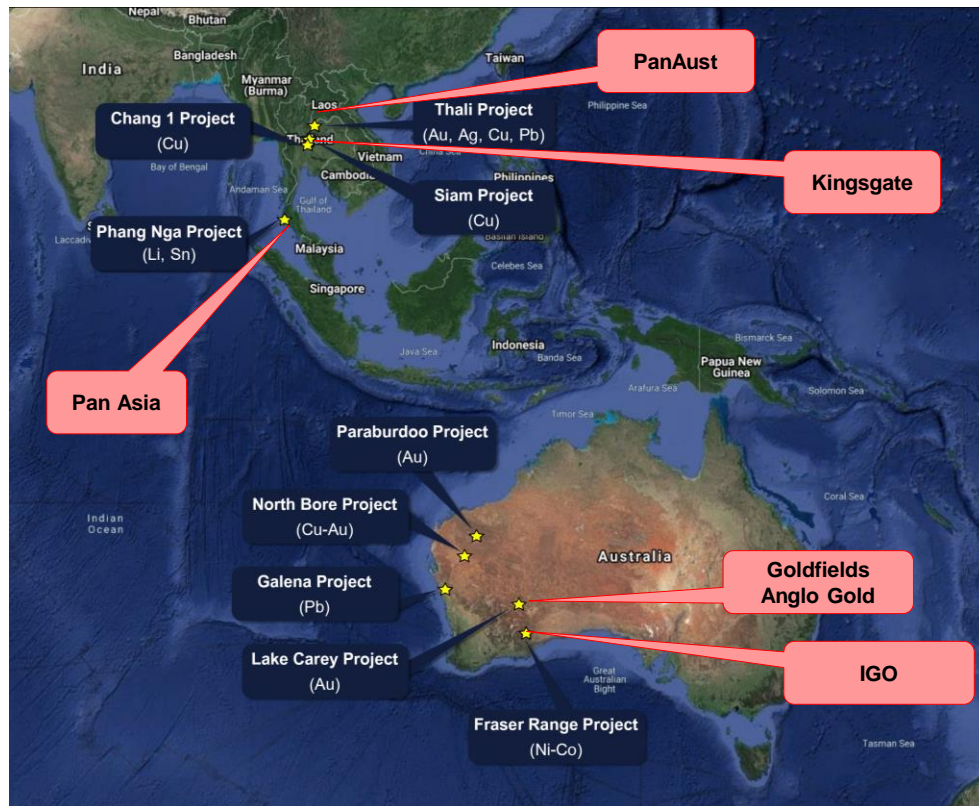 Nepal
Bhutan
Bangladesh
India
Myanmar
(Burma)
Taiwan
PanAust
Laos
Philippine Sea
Chang 1 Project
(Cu)
Thali Project
(Au, Ag, Cu, Pb)
Vietnam
Bay of Bengal
Philippines
Andaman Sea
Gulf of
Thailand
Siam Project
(Cu)
Kingsgate
Phang Nga Project
(Li, Sn)
Malaysia
Celebes Sea
Singapore
Indonesia
Java Sea
Banda Sea
Bismarck Sea
Papua New
Guinea
Solomon Sea
Arafura Sea
Timor Sea
Pan Asia
Paraburdoo Project
(Au)
Coral Sea
North Bore Project
(Cu-Au)
Indian
Ocean
Australia
Galena Project
(Pb)
Goldfields
Anglo Gold
Lake Carey Project
(Au)
Great
Australian
Bight
IGO
Fraser Range Project
(Ni-Co)
Tasman Sea